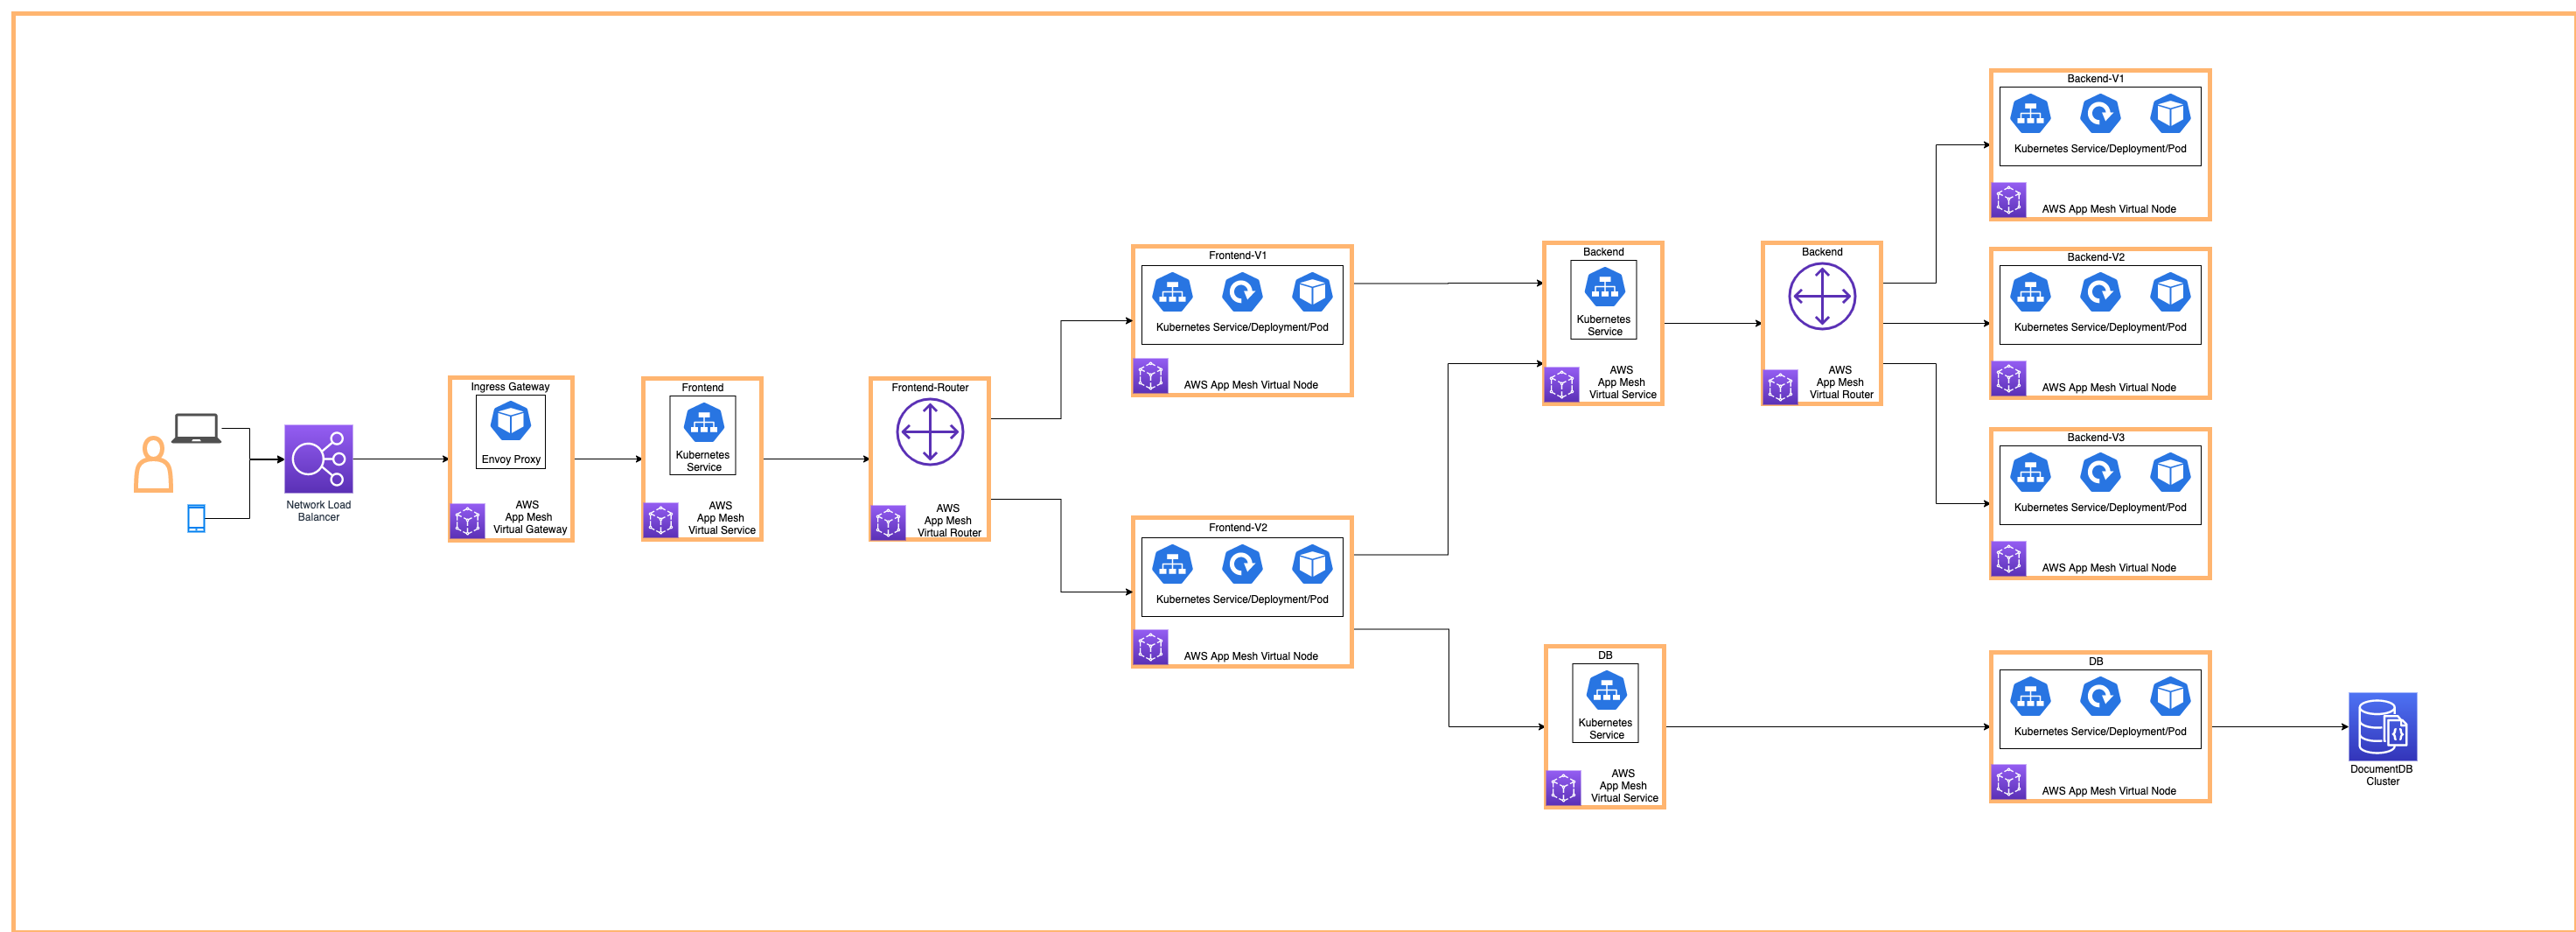 Network Load
Balancer
Ingress Gateway
Envoy Proxy
AWS
App Mesh
Virtual Gateway
Frontend
Kubernetes
Service
AWS
App Mesh
Virtual Service
Frontend-Router
AWS
App Mesh
Virtual Router
Frontend-V1
Kubernetes Service/Deployment/Pod
AWS App Mesh Virtual Node
Frontend-V2
Kubernetes Service/Deployment/Pod
AWS App Mesh Virtual Node
Backend
Kubernetes
Service
AWS
App Mesh
Virtual Service
Backend
AWS
App Mesh
Virtual Router
Backend-V1
Kubernetes Service/Deployment/Pod
AWS App Mesh Virtual Node
Backend-V2
Kubernetes Service/Deployment/Pod
AWS App Mesh Virtual Node
Backend-V3
Kubernetes Service/Deployment/Pod
AWS App Mesh Virtual Node
DB
Kubernetes
Service
AWS
App Mesh
Virtual Service
DB
Kubernetes Service/Deployment/Pod
AWS App Mesh Virtual Node
DocumentDB
Cluster